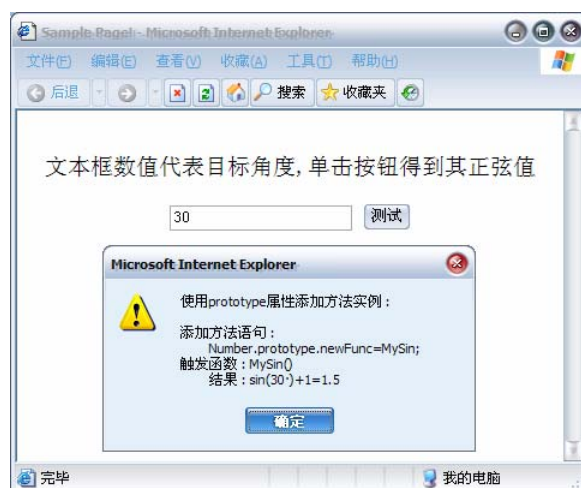 Sample Page! - Microsoft Internet Explorer
文件(F) 编辑(E) 查看(V) 收藏(A) 工具(T) 帮助(H)
后退 搜索 收藏夹
文本框数值代表目标角度,单击按钮得到其正弦值
30 测试
Microsoft Internet Explorer
使用prototype属性添加方法实例：
添加方法语句：
Number.prototype.newFunc=MySin;
触发函数：MySin()
结果：sin(30°)+1=1.5
确定
完毕 我的电脑